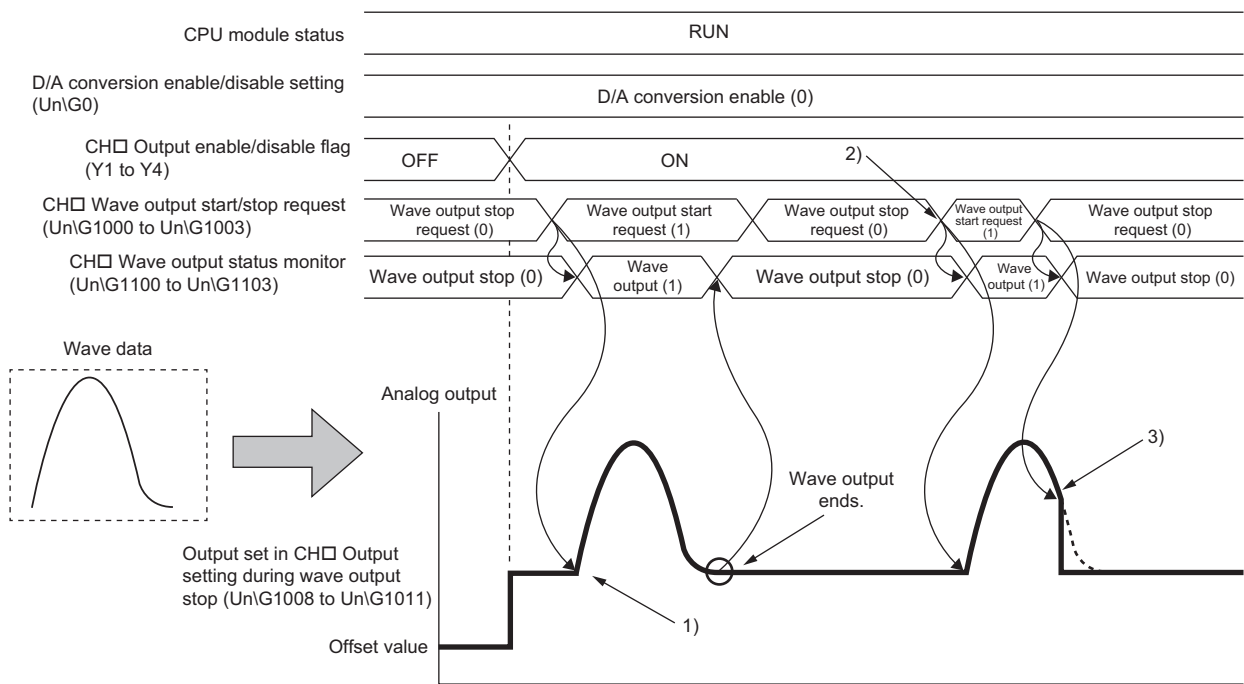 CPU module status
RUN
D/A conversion enable/disable setting
(Un\G0)
D/A conversion enable (0)
CH□ Output enable/disable flag
(Y1 to Y4)
OFF
ON
2)
CH□ Wave output start/stop request
(Un\G1000 to Un\G1003)
Wave output stop
request (0)
Wave output start
request (1)
Wave output stop
request (0)
Wave output
start request
(1)
Wave output stop
request (0)
CH□ Wave output status monitor
(Un\G1100 to Un\G1103)
Wave output stop (0)
Wave
output (1)
Wave output stop (0)
Wave
output (1)
Wave output stop (0)
Wave data
Analog output
3)
Wave output
ends.
Output set in CH□ Output
setting during wave output
stop (Un\G1008 to Un\G1011)
1)
Offset value